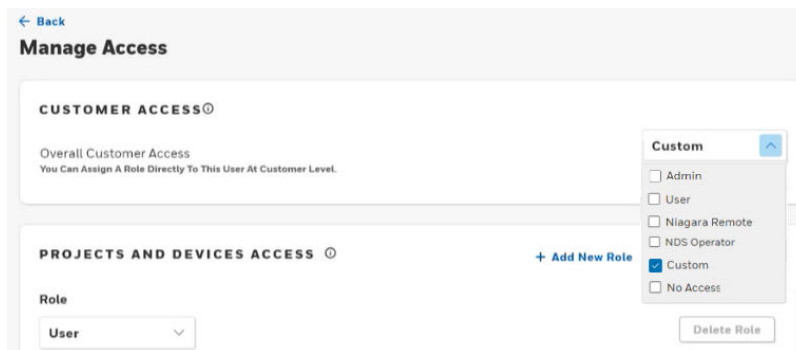 Back
Manage Access
CUSTOMER ACCESS
Overall Customer Access
You Can Assign A Role Directly To This User At Customer Level.
Custom
Admin
User
Niagara Remote
NDS Operator
Custom
No Access
PROJECTS AND DEVICES ACCESS
+ Add New Role
Role
User
Delete Role